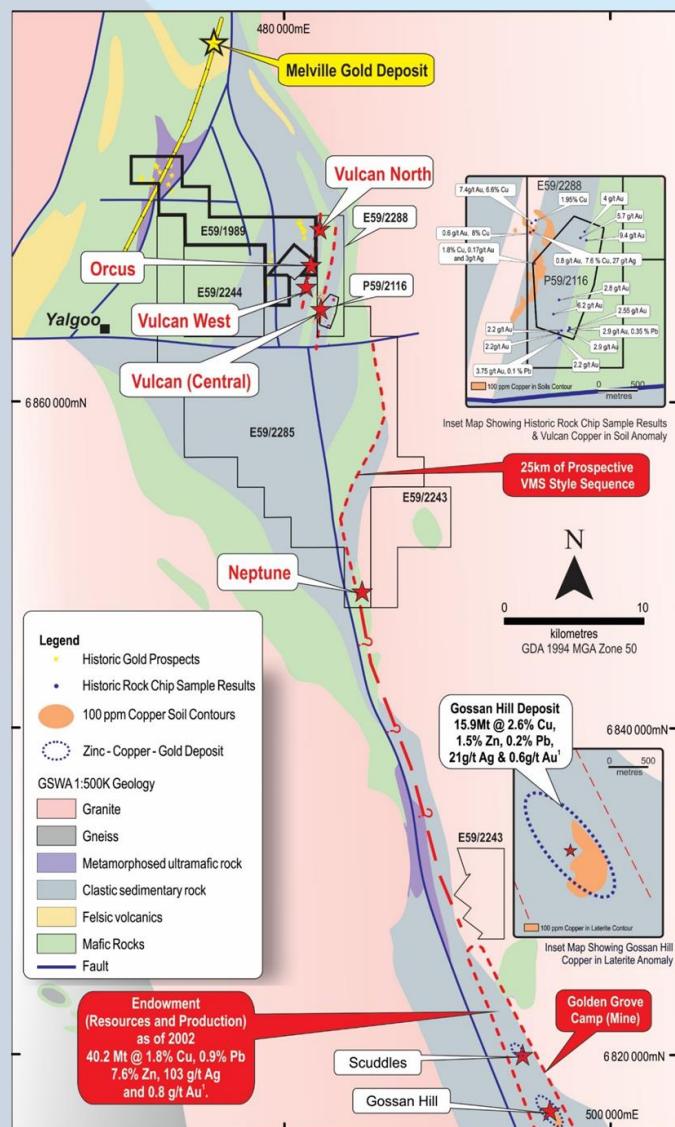 480 000mE
Melville Gold Deposit
Vulcan North
E59/2288
E59/1989
Orcus
E59/2244
P59/2116
Yalgoo
Vulcan West
Vulcan (Central)
6 860 000mN
E59/2285
E59/2288
7.4g/t Au, 6.6% Cu
1.95% Cu
4 g/t Au
5.7 g/t Au
9.4 g/t Au
0.6 g/t Au, 8% Cu
1.8% Cu, 0.17g/t Au
and 3g/t Ag
0.8 g/t Au, 7.6 % Cu, 27 g/t Ag
P59/2116
2.8 g/t Au
6.2 g/t Au
2.55 g/t Au
2.2 g/t Au
2.9 g/t Au, 0.35 % Pb
2.2g/t Au
2.9 g/t Au
2.2 g/t Au
3.75 g/t Au, 0.1 % Pb
0 500
metres
100 ppm Copper in Soils Contour
Inset Map Showing Historic Rock Chip Sample Results
& Vulcan Copper in Soil Anomaly
25km of Prospective
VMS Style Sequence
E59/2243
Neptune
N
0 10
kilometres
GDA 1994 MGA Zone 50
Legend
Historic Gold Prospects
Historic Rock Chip Sample Results
100 ppm Copper Soil Contours
Zinc - Copper - Gold Deposit
GSWA 1:500K Geology
Granite
Gneiss
Metamorphosed ultramafic rock
Clastic sedimentary rock
Felsic volcanics
Mafic Rocks
Fault
?
?
?
Gossan Hill Deposit
15.9Mt @ 2.6% Cu,
1.5% Zn, 0.2% Pb,
21g/t Ag & 0.6g/t Au¹
6 840 000mN
0 500
metres
100 ppm Copper in Laterite Contour
Inset Map Showing Gossan Hill
Copper in Laterite Anomaly
E59/2243
Endowment
(Resources and Production)
as of 2002
40.2 Mt @ 1.8% Cu, 0.9% Pb
7.6% Zn, 103 g/t Ag
and 0.8 g/t Au¹.
Golden Grove
Camp (Mine)
6 820 000mN
Scuddles
Gossan Hill
500 000mE